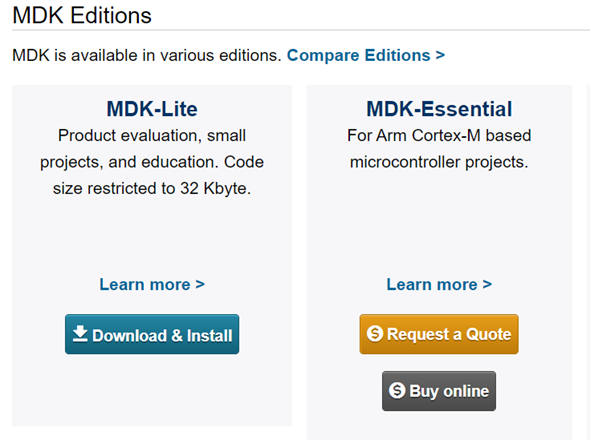 MDK Editions
MDK is available in various editions. Compare Editions >
MDK-Lite
Product evaluation, small
projects, and education. Code
size restricted to 32 Kbyte.
Learn more >
Download & Install
MDK-Essential
For Arm Cortex-M based
microcontroller projects.
Learn more >
Request a Quote
Buy online